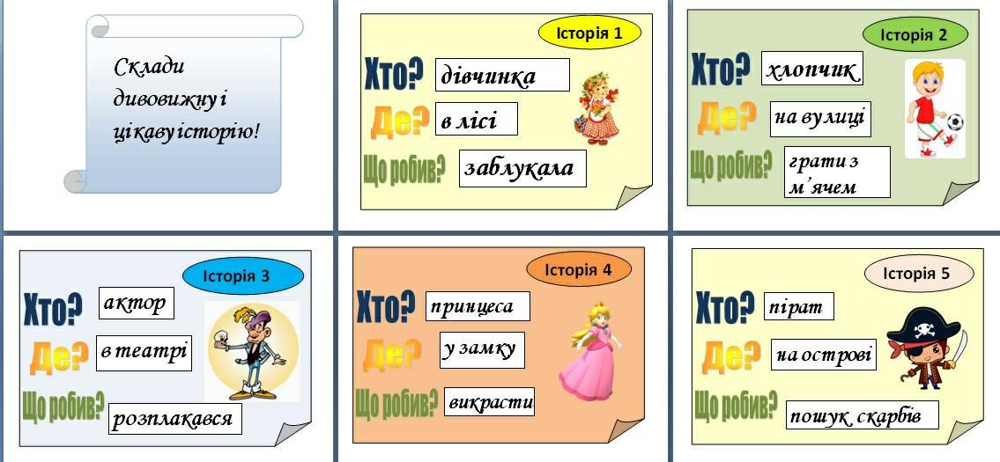 Склади
дивовижну і
цікаву історію!
Історія 1
Хто?
дівчинка
Де?
в лісі
Що робив?
заблукала
Історія 2
Хто?
хлопчик
Де?
на вулиці
Що робив?
грати з
м’ячем
Історія 3
Хто?
актор
Де?
в театрі
Що робив?
розплакався
Історія 4
Хто?
принцеса
Де?
у замку
Що робив?
викрасти
Історія 5
Хто?
пірат
Де?
на острові
Що робив?
пошук скарбів